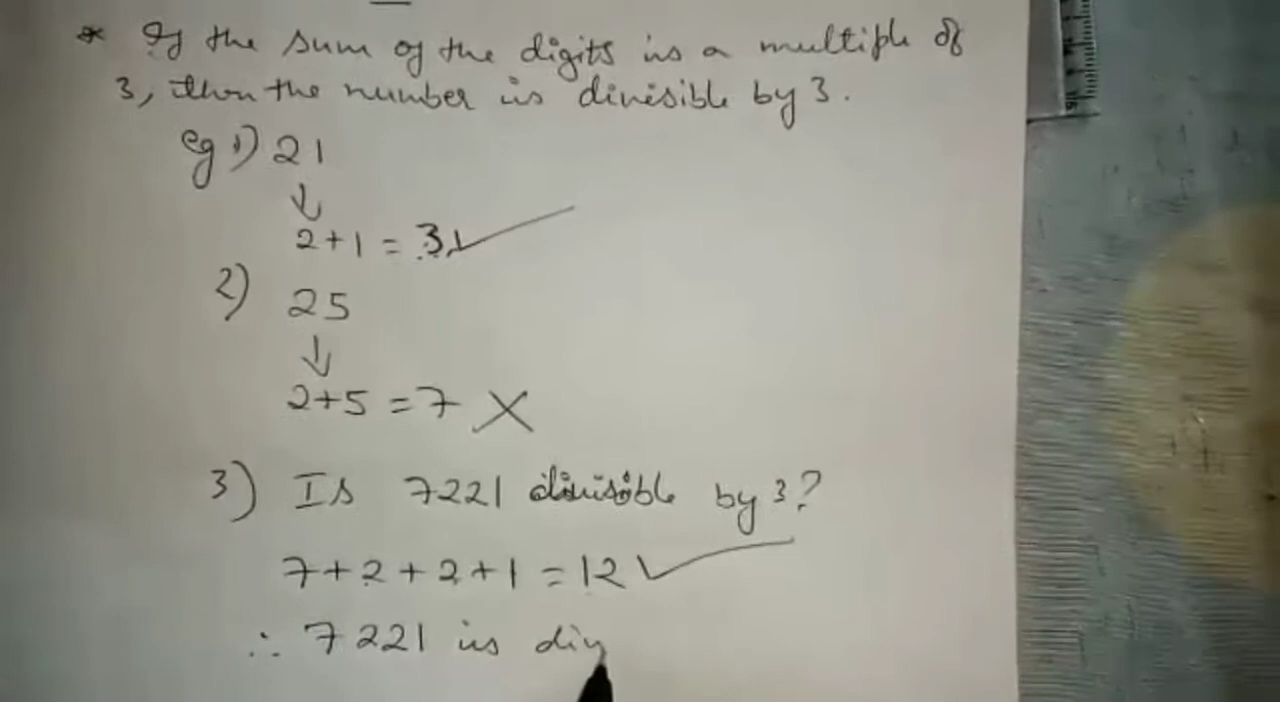 * If the sum of the digits is a multiple of
3, then the number is divisible by 3.
eg 1) 21
↓
2+1 = 3 ✓
2) 25
↓
2+5 = 7 X
3) Is 7221 divisible by 3?
7+2+2+1 = 12 ✓
∴ 7221 is div